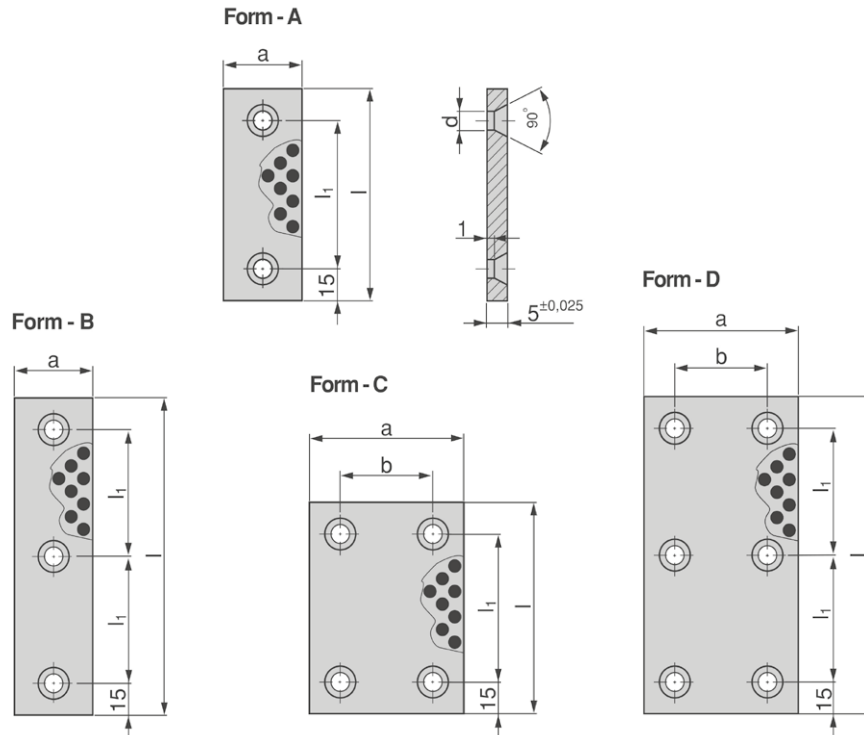 Form - A
a
d
90°
l₁
l
1
15
5±0,025
Form - B
a
l₁
l
l₁
15
Form - C
a
b
l₁
l
15
Form - D
a
b
l₁
l
l₁
15